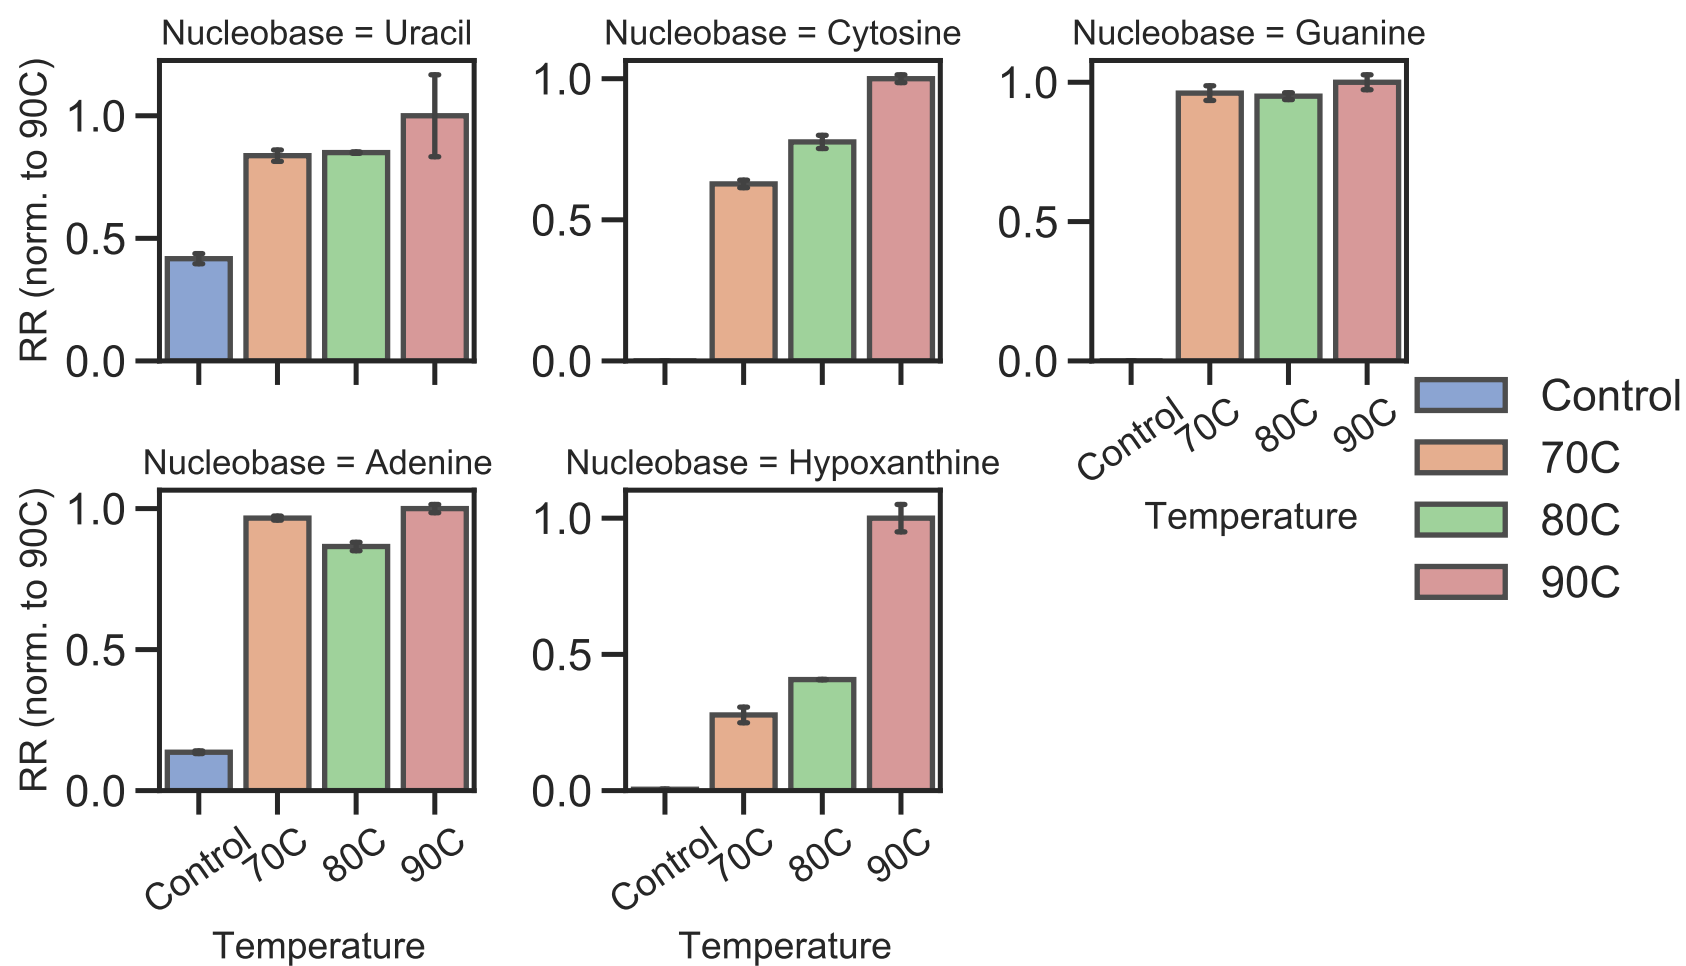 Nucleobase = Uracil
Nucleobase = Cytosine
Nucleobase = Guanine
RR (norm. to 90C)
1.0
0.5
0.0
1.0
0.5
0.0
1.0
0.5
0.0
Control
70C
80C
90C
Temperature
Control
70C
80C
90C
Nucleobase = Adenine
Nucleobase = Hypoxanthine
RR (norm. to 90C)
1.0
0.5
0.0
1.0
0.5
0.0
Control
70C
80C
90C
Control
70C
80C
90C
Temperature
Temperature